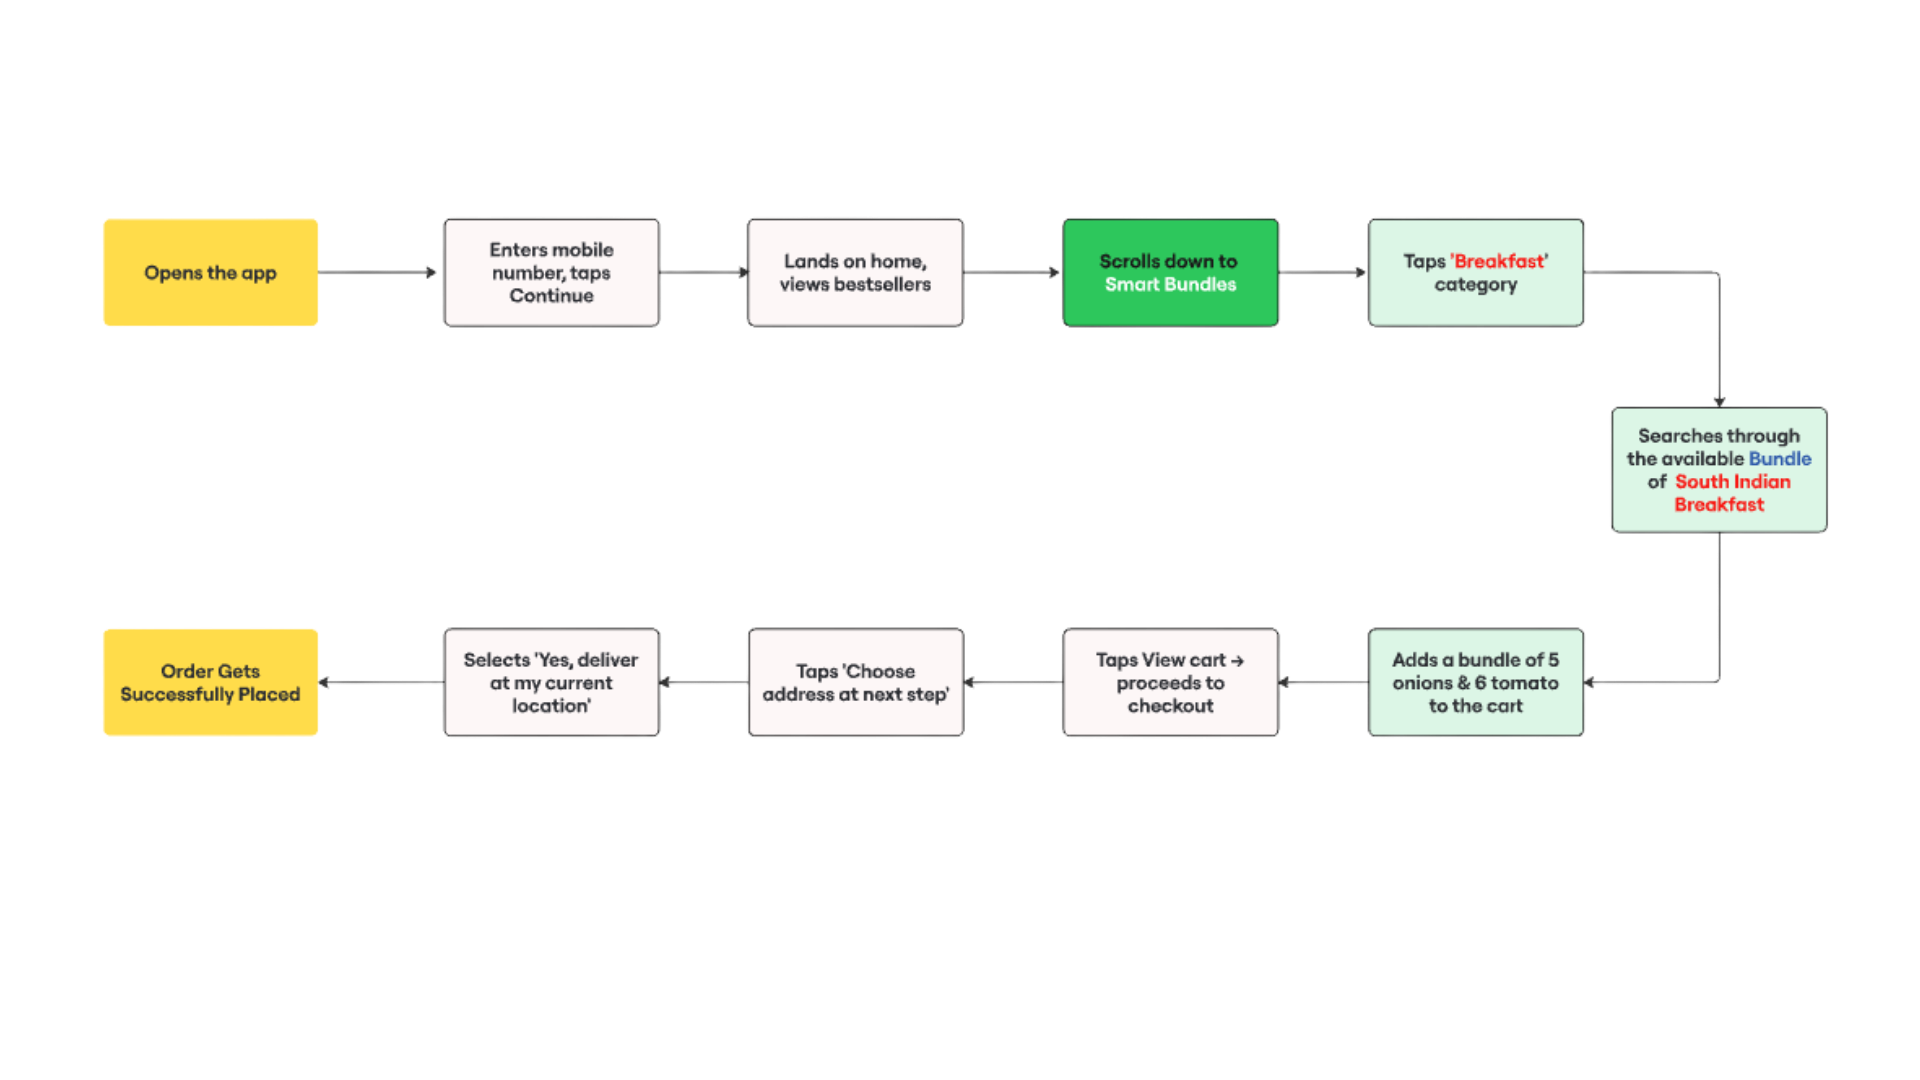 Opens the app
Enters mobile
number, taps
Continue
Lands on home,
views bestsellers
Scrolls down to
Smart Bundles
Taps 'Breakfast'
category
Searches through
the available Bundle
of South Indian
Breakfast
Adds a bundle of 5
onions & 6 tomato
to the cart
Taps View cart →
proceeds to
checkout
Taps 'Choose
address at next step'
Selects 'Yes, deliver
at my current
location'
Order Gets
Successfully Placed